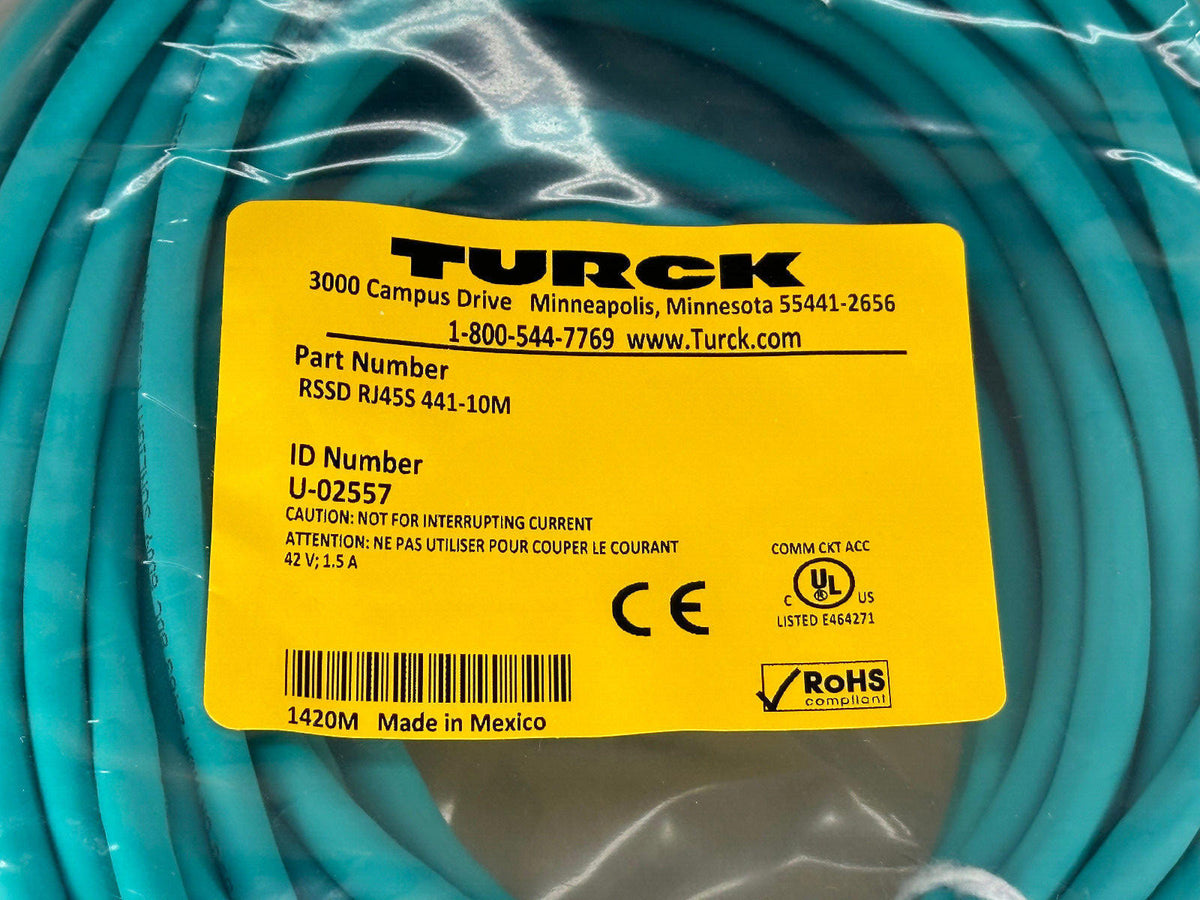 TURCK
3000 Campus Drive Minneapolis, Minnesota 55441-2656
1-800-544-7769 www.Turck.com
Part Number
RSSD RJ45S 441-10M
ID Number
U-02557
CAUTION: NOT FOR INTERRUPTING CURRENT
ATTENTION: NE PAS UTILISER POUR COUPER LE COURANT
42 V; 1.5 A
COMM CKT ACC
C UL US
LISTED E464271
CE
RoHS
compliant
1420M Made in Mexico